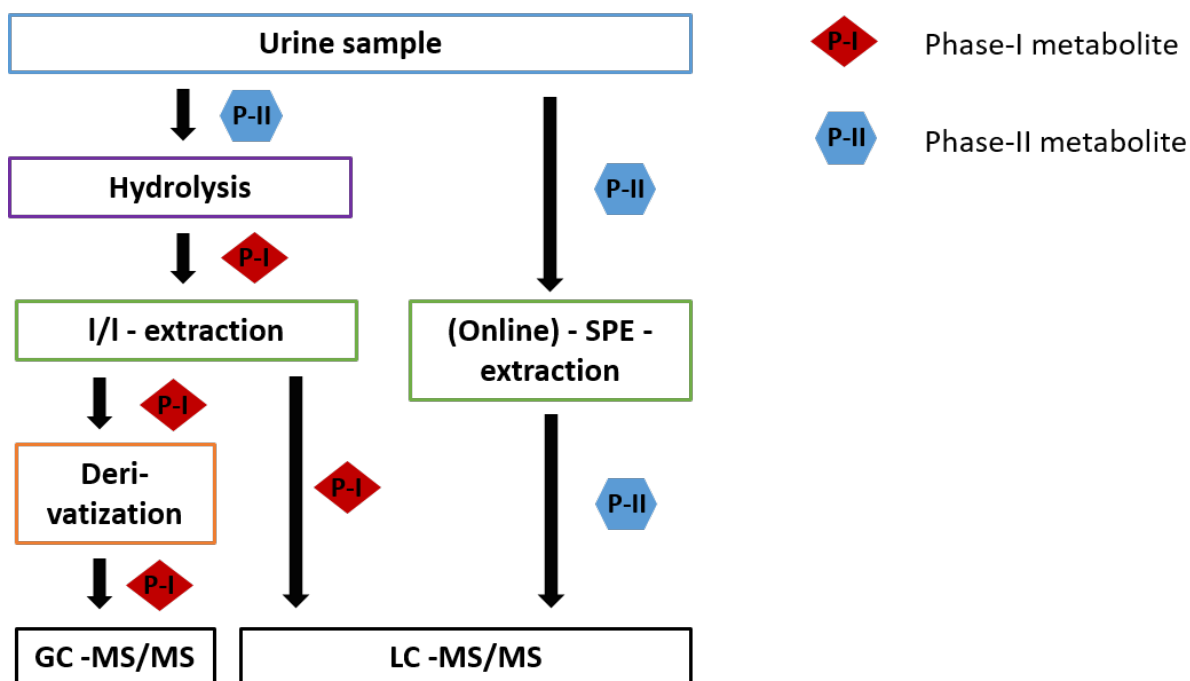 Urine sample
P-I
Phase-I metabolite
P-II
P-II
Phase-II metabolite
P-II
Hydrolysis
P-I
l/l - extraction
(Online) - SPE -
extraction
P-I
Deri-
vatization
P-I
P-II
P-I
GC -MS/MS
LC -MS/MS